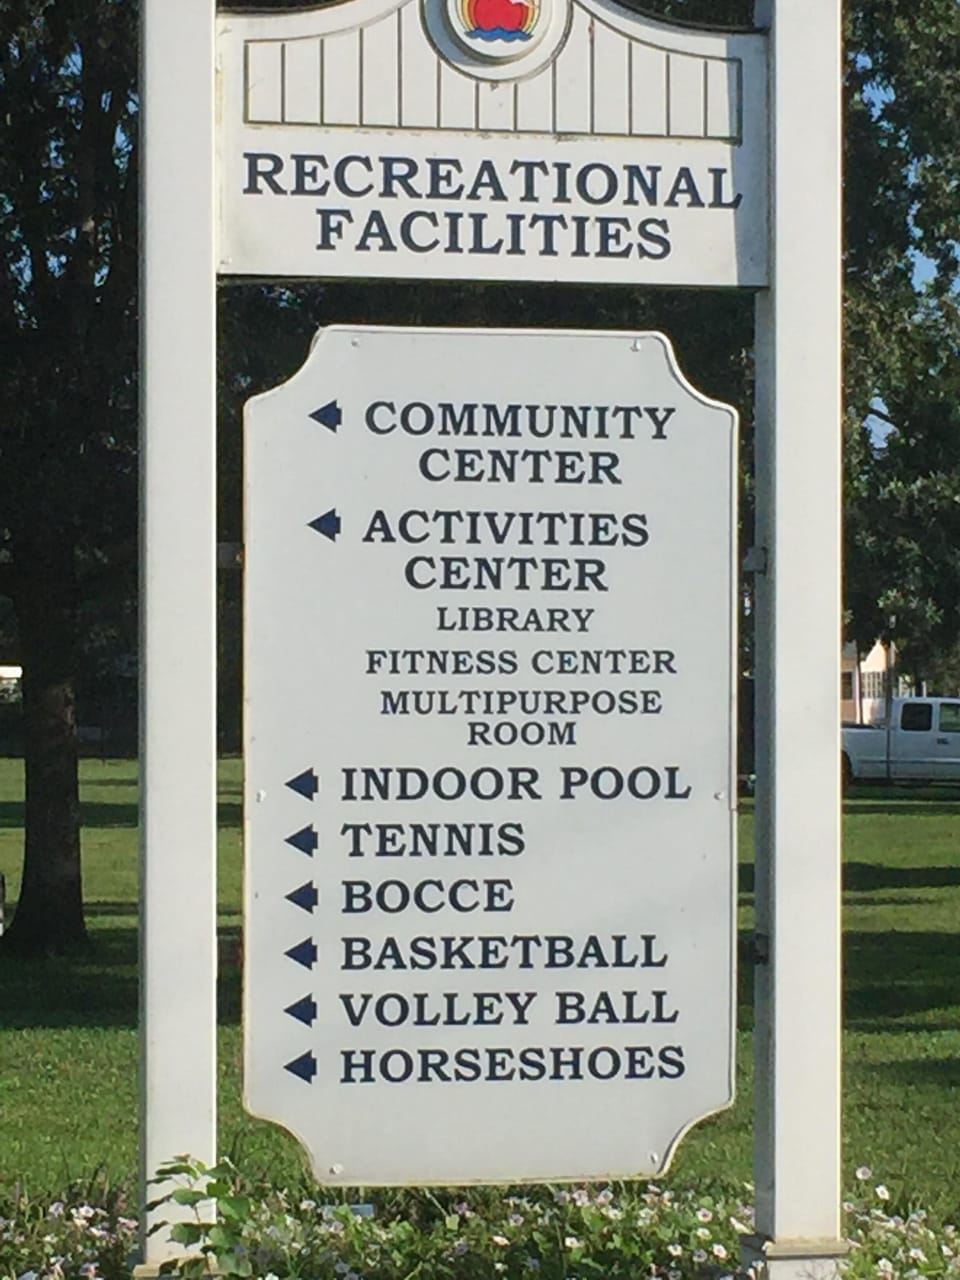 RECREATIONAL
FACILITIES
COMMUNITY
CENTER
ACTIVITIES
CENTER
LIBRARY
FITNESS CENTER
MULTIPURPOSE
ROOM
INDOOR POOL
TENNIS
BOCCE
BASKETBALL
VOLLEY BALL
HORSESHOES